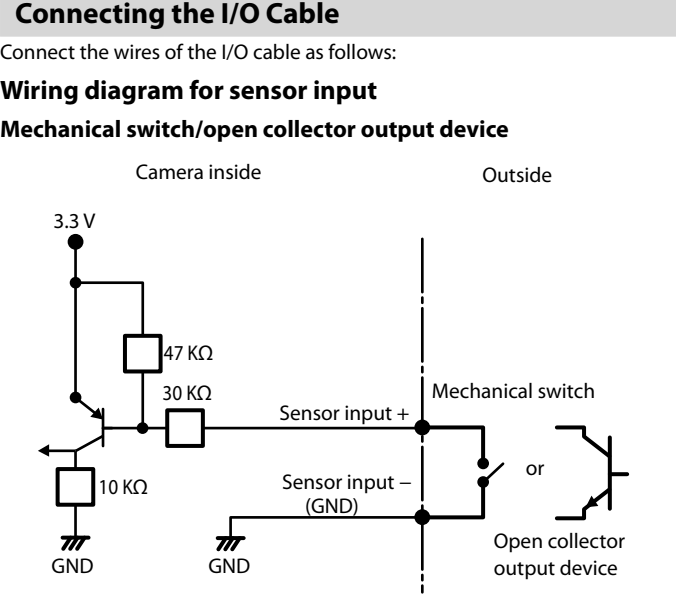 Connecting the I/O Cable
Connect the wires of the I/O cable as follows:
Wiring diagram for sensor input
Mechanical switch/open collector output device
Camera inside
Outside
3.3 V
47 KΩ
30 KΩ
Mechanical switch
Sensor input +
10 KΩ
Sensor input –
(GND)
or
GND
GND
Open collector
output device